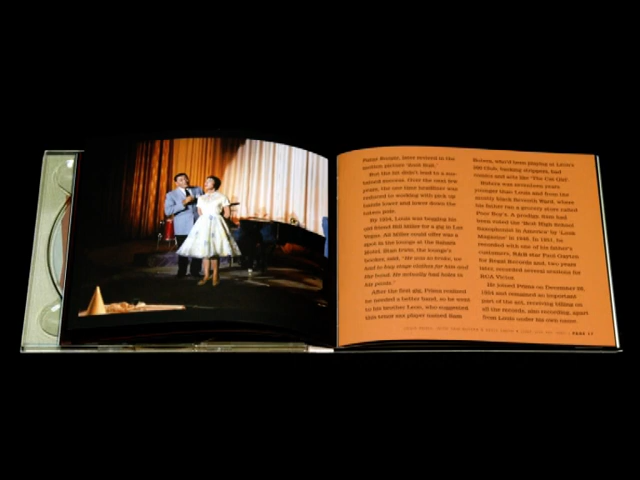 motion picture
But the hit didn't lead to a sus-
tained success. Over the next few
years, the one time headliner was
reduced to working with pick up
bands lower and lower down the
totem pole.
By 1954, Louis was begging his
old friend Bill Miller for a gig in Las
Vegas. All Miller could offer was a
spot in the lounge at the Sahara
Hotel. Stan Irwin, the lounge's
booker, said, "He was so broke, we
had to buy stage clothes for him and
the band. He actually had holes in
his pants."
After the first gig, Prima realized
he needed a better band, so he went
to his brother Leon, who suggested
this tenor sax player named Sam
Butera, who'd been playing at Leon's
500 Club, backing strippers, bad
comics and acts like 'The Cat Girl'.
Butera was seventeen years
younger than Louis and from the
mostly black Seventh Ward, where
his father ran a grocery store called
Poor Boy's. A prodigy, Sam had
been voted the 'Best High School
Saxophonist in America' by 'Look
Magazine' in 1946. In 1951, he
recorded with one of his father's
customers, R&B star Paul Gayten
for Regal Records and, two years
later, recorded several sessions for
RCA Victor.
He joined Prima on December 26,
1954 and remained an important
part of the act, receiving billing on
all the records, also recording, apart
from Louis under his own name.
PAGE 17